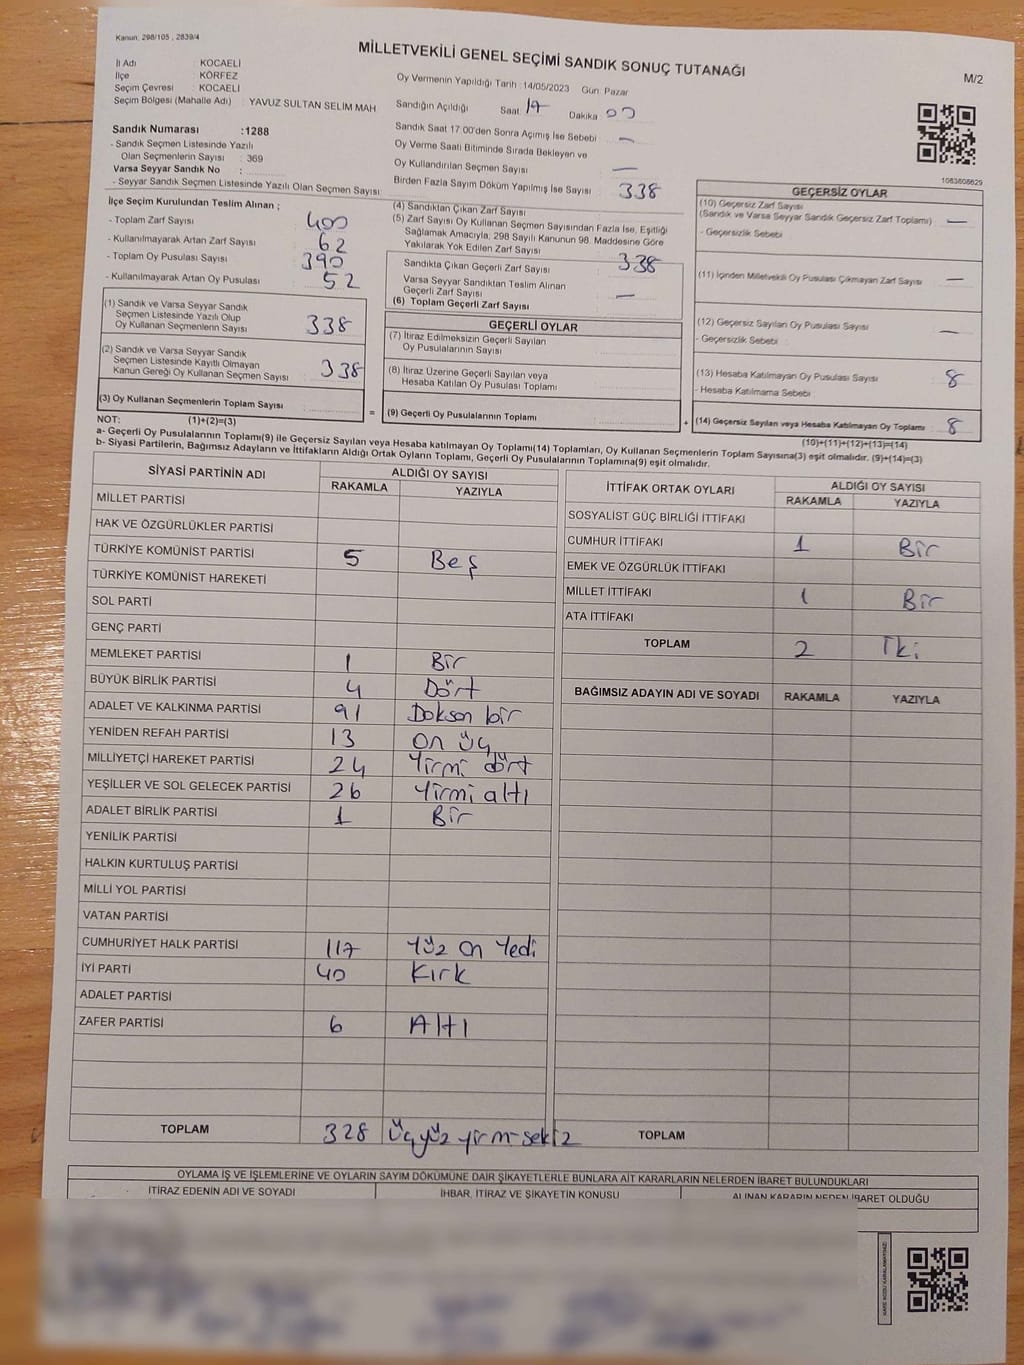 Kanun: 298/105 , 2839/4
MİLLETVEKİLİ GENEL SEÇİMİ SANDIK SONUÇ TUTANAĞI
M/2
İl Adı KOCAELİ
İlçe KÖRFEZ
Seçim Çevresi KOCAELİ
Seçim Bölgesi (Mahalle Adı) : YAVUZ SULTAN SELİM MAH
Oy Vermenin Yapıldığı Tarih : 14/05/2023 Gün: Pazar
Sandığın Açıldığı Saat: 17 Dakika 00
Sandık Numarası :1288
- Sandık Seçmen Listesinde Yazılı
Olan Seçmenlerin Sayısı : 369
Varsa Seyyar Sandık No :
- Seyyar Sandık Seçmen Listesinde Yazılı Olan Seçmen Sayısı:
Sandık Saat 17:00'den Sonra Açımış İse Sebebi —
Oy Verme Saati Bitiminde Sırada Bekleyen ve
Oy Kullandırılan Seçmen Sayısı —
Birden Fazla Sayım Döküm Yapılmış İse Sayısı 338
1083608629
İlçe Seçim Kurulundan Teslim Alınan ;
- Toplam Zarf Sayısı 400
- Kullanılmayarak Artan Zarf Sayısı 62
- Toplam Oy Pusulası Sayısı 390
- Kullanılmayarak Artan Oy Pusulası 52
(1) Sandık ve Varsa Seyyar Sandık
Seçmen Listesinde Yazılı Olup
Oy Kullanan Seçmenlerin Sayısı 338
(2) Sandık ve Varsa Seyyar Sandık
Seçmen Listesinde Kayıtlı Olmayan
Kanun Gereği Oy Kullanan Seçmen Sayısı 338
(3) Oy Kullanan Seçmenlerin Toplam Sayısı
(4) Sandıktan Çıkan Zarf Sayısı
(5) Zarf Sayısı Oy Kullanan Seçmen Sayısından Fazla İse, Eşitliği
Sağlamak Amacıyla, 298 Sayılı Kanunun 98. Maddesine Göre
Yakılarak Yok Edilen Zarf Sayısı
Sandıkta Çıkan Geçerli Zarf Sayısı 338
Varsa Seyyar Sandıktan Teslim Alınan
Geçerli Zarf Sayısı —
(6) Toplam Geçerli Zarf Sayısı
GEÇERLİ OYLAR
(7) İtiraz Edilmeksizin Geçerli Sayılan
Oy Pusulalarının Sayısı
(8) İtiraz Üzerine Geçerli Sayılan veya
Hesaba Katılan Oy Pusulası Toplamı
= (9) Geçerli Oy Pusulalarının Toplamı +
GEÇERSİZ OYLAR
(10) Geçersiz Zarf Sayısı
(Sandık ve Varsa Seyyar Sandık Geçersiz Zarf Toplamı) —
- Geçersizlik Sebebi
(11) İçinden Milletvekili Oy Pusulası Çıkmayan Zarf Sayısı —
(12) Geçersiz Sayılan Oy Pusulası Sayısı —
- Geçersizlik Sebebi
(13) Hesaba Katılmayan Oy Pusulası Sayısı 8
- Hesaba Katılmama Sebebi
(14) Geçersiz Sayılan veya Hesaba Katılmayan Oy Toplamı 8
NOT: (1)+(2)=(3) (10)+(11)+(12)+(13)=(14)
a- Geçerli Oy Pusulalarının Toplamı(9) ile Geçersiz Sayılan veya Hesaba katılmayan Oy Toplamı(14) Toplamları, Oy Kullanan Seçmenlerin Toplam Sayısına(3) eşit olmalıdır. (9)+(14)=(3)
b- Siyasi Partilerin, Bağımsız Adayların ve İttifakların Aldığı Ortak Oyların Toplamı, Geçerli Oy Pusulalarının Toplamına(9) eşit olmalıdır.
SİYASİ PARTİNİN ADI ALDIĞI OY SAYISI
RAKAMLA YAZIYLA
MİLLET PARTİSİ
HAK VE ÖZGÜRLÜKLER PARTİSİ
TÜRKİYE KOMÜNİST PARTİSİ 5 Beş
TÜRKİYE KOMÜNİST HAREKETİ
SOL PARTİ
GENÇ PARTİ
MEMLEKET PARTİSİ 1 Bir
BÜYÜK BİRLİK PARTİSİ 4 Dört
ADALET VE KALKINMA PARTİSİ 91 Doksan bir
YENİDEN REFAH PARTİSİ 13 on üç
MİLLİYETÇİ HAREKET PARTİSİ 24 Yirmi dört
YEŞİLLER VE SOL GELECEK PARTİSİ 26 Yirmi altı
ADALET BİRLİK PARTİSİ 1 Bir
YENİLİK PARTİSİ
HALKIN KURTULUŞ PARTİSİ
MİLLİ YOL PARTİSİ
VATAN PARTİSİ
CUMHURİYET HALK PARTİSİ 117 Yüz on Yedi
İYİ PARTİ 40 Kırk
ADALET PARTİSİ
ZAFER PARTİSİ 6 Altı
TOPLAM 328 üçyüz yirmi sekiz
İTTİFAK ORTAK OYLARI ALDIĞI OY SAYISI
RAKAMLA YAZIYLA
SOSYALİST GÜÇ BİRLİĞİ İTTİFAKI
CUMHUR İTTİFAKI 1 Bir
EMEK VE ÖZGÜRLÜK İTTİFAKI
MİLLET İTTİFAKI 1 Bir
ATA İTTİFAKI
TOPLAM 2 İki
BAĞIMSIZ ADAYIN ADI VE SOYADI RAKAMLA YAZIYLA
TOPLAM
OYLAMA İŞ VE İŞLEMLERİNE VE OYLARIN SAYIM DÖKÜMÜNE DAİR ŞİKAYETLERLE BUNLARA AİT KARARLARIN NELERDEN İBARET BULUNDUKLARI
İTİRAZ EDENİN ADI VE SOYADI İHBAR, İTİRAZ VE ŞİKAYETİN KONUSU ALINAN KARARIN NEDEN İBARET OLDUĞU